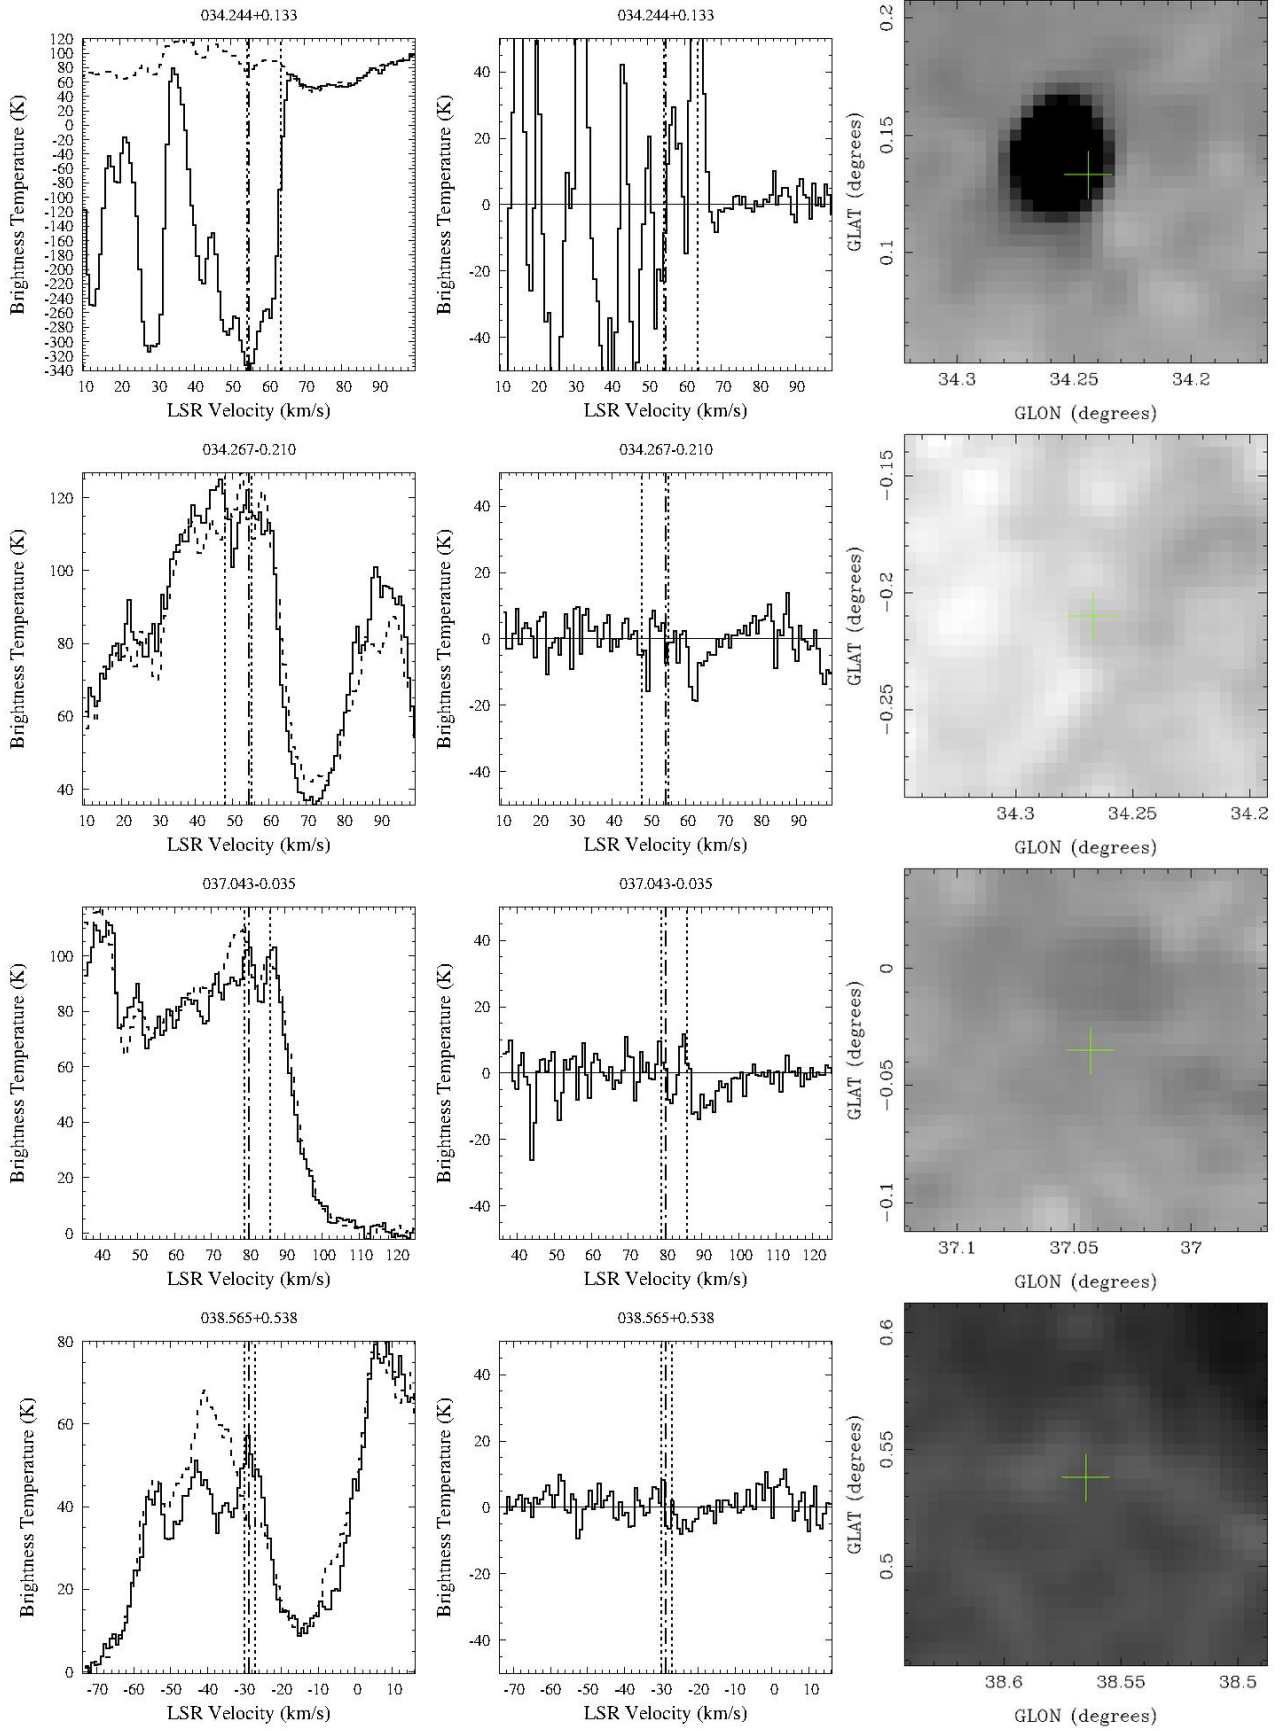 034.244+0.133
034.244+0.133
Brightness Temperature (K)
120
100
80
60
40
20
0
-20
-40
-60
-80
-100
-120
-140
-160
-180
-200
-220
-240
-260
-280
-300
-320
-340
10 20 30 40 50 60 70 80 90
LSR Velocity (km/s)
Brightness Temperature (K)
40
20
0
-20
-40
10 20 30 40 50 60 70 80 90
LSR Velocity (km/s)
GLAT (degrees)
0.2
0.15
0.1
34.3 34.25 34.2
GLON (degrees)
034.267-0.210
034.267-0.210
Brightness Temperature (K)
120
100
80
60
40
10 20 30 40 50 60 70 80 90
LSR Velocity (km/s)
Brightness Temperature (K)
40
20
0
-20
-40
10 20 30 40 50 60 70 80 90
LSR Velocity (km/s)
GLAT (degrees)
−0.15
−0.2
−0.25
34.3 34.25 34.2
GLON (degrees)
037.043-0.035
037.043-0.035
Brightness Temperature (K)
100
80
60
40
20
0
40 50 60 70 80 90 100 110 120
LSR Velocity (km/s)
Brightness Temperature (K)
40
20
0
-20
-40
40 50 60 70 80 90 100 110 120
LSR Velocity (km/s)
GLAT (degrees)
0
−0.05
−0.1
37.1 37.05 37
GLON (degrees)
038.565+0.538
038.565+0.538
Brightness Temperature (K)
80
60
40
20
0
-70 -60 -50 -40 -30 -20 -10 0 10
LSR Velocity (km/s)
Brightness Temperature (K)
40
20
0
-20
-40
-70 -60 -50 -40 -30 -20 -10 0 10
LSR Velocity (km/s)
GLAT (degrees)
0.6
0.55
0.5
38.6 38.55 38.5
GLON (degrees)